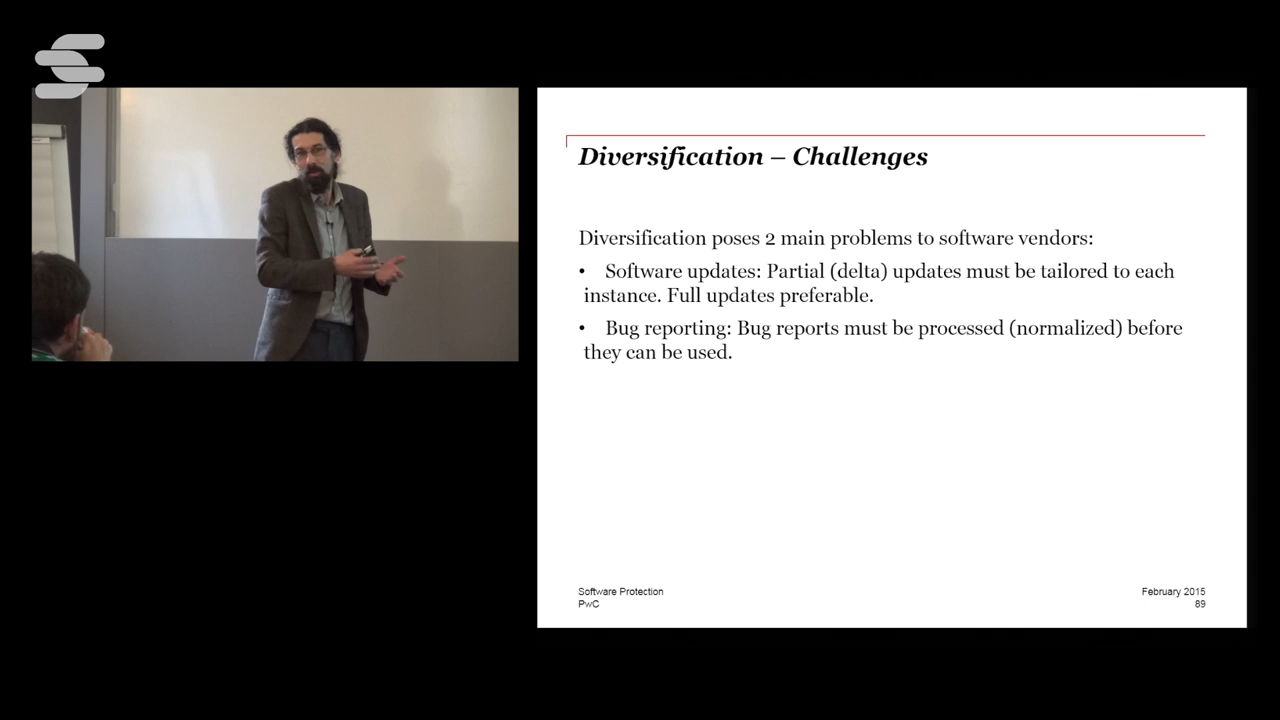 Diversification – Challenges
Diversification poses 2 main problems to software vendors:
• Software updates: Partial (delta) updates must be tailored to each
instance. Full updates preferable.
• Bug reporting: Bug reports must be processed (normalized) before
they can be used.
Software Protection
PwC
February 2015
89